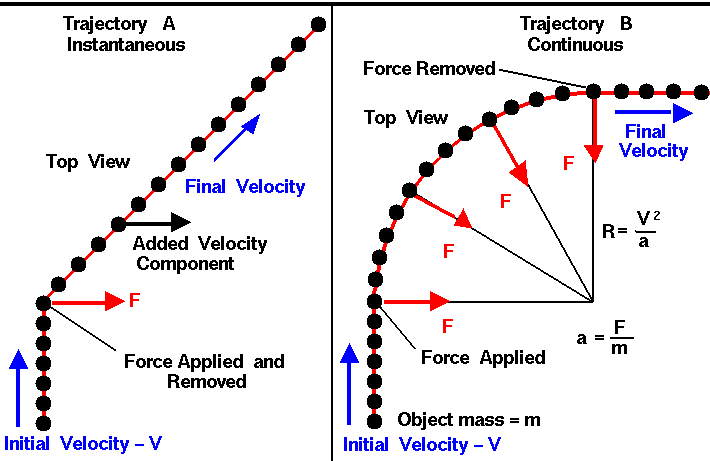 Trajectory A
Instantaneous
Top View
Final Velocity
Added Velocity
Component
F
Force Applied and
Removed
Initial Velocity – V
Trajectory B
Continuous
Force Removed
Top View
Final
Velocity
F
F
F
F
R = V²
a
a = F
m
Force Applied
Object mass = m
Initial Velocity – V